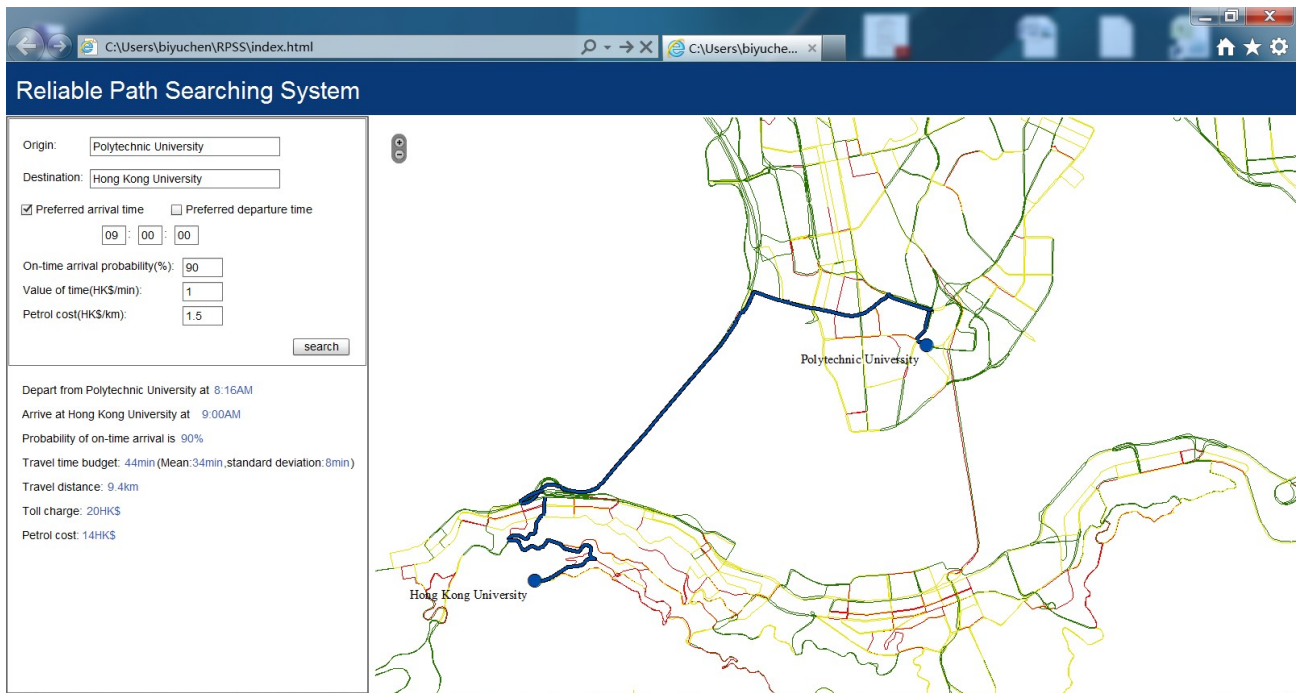 C:\Users\biyuchen\RPSS\index.html
C:\Users\biyuche...
Reliable Path Searching System
Origin: Polytechnic University
Destination: Hong Kong University
Preferred arrival time Preferred departure time
09 : 00 : 00
On-time arrival probability(%): 90
Value of time(HK$/min): 1
Petrol cost(HK$/km): 1.5
search
Depart from Polytechnic University at 8:16AM
Arrive at Hong Kong University at 9:00AM
Probability of on-time arrival is 90%
Travel time budget: 44min(Mean:34min,standard deviation:8min)
Travel distance: 9.4km
Toll charge: 20HK$
Petrol cost: 14HK$
Polytechnic University
Hong Kong University